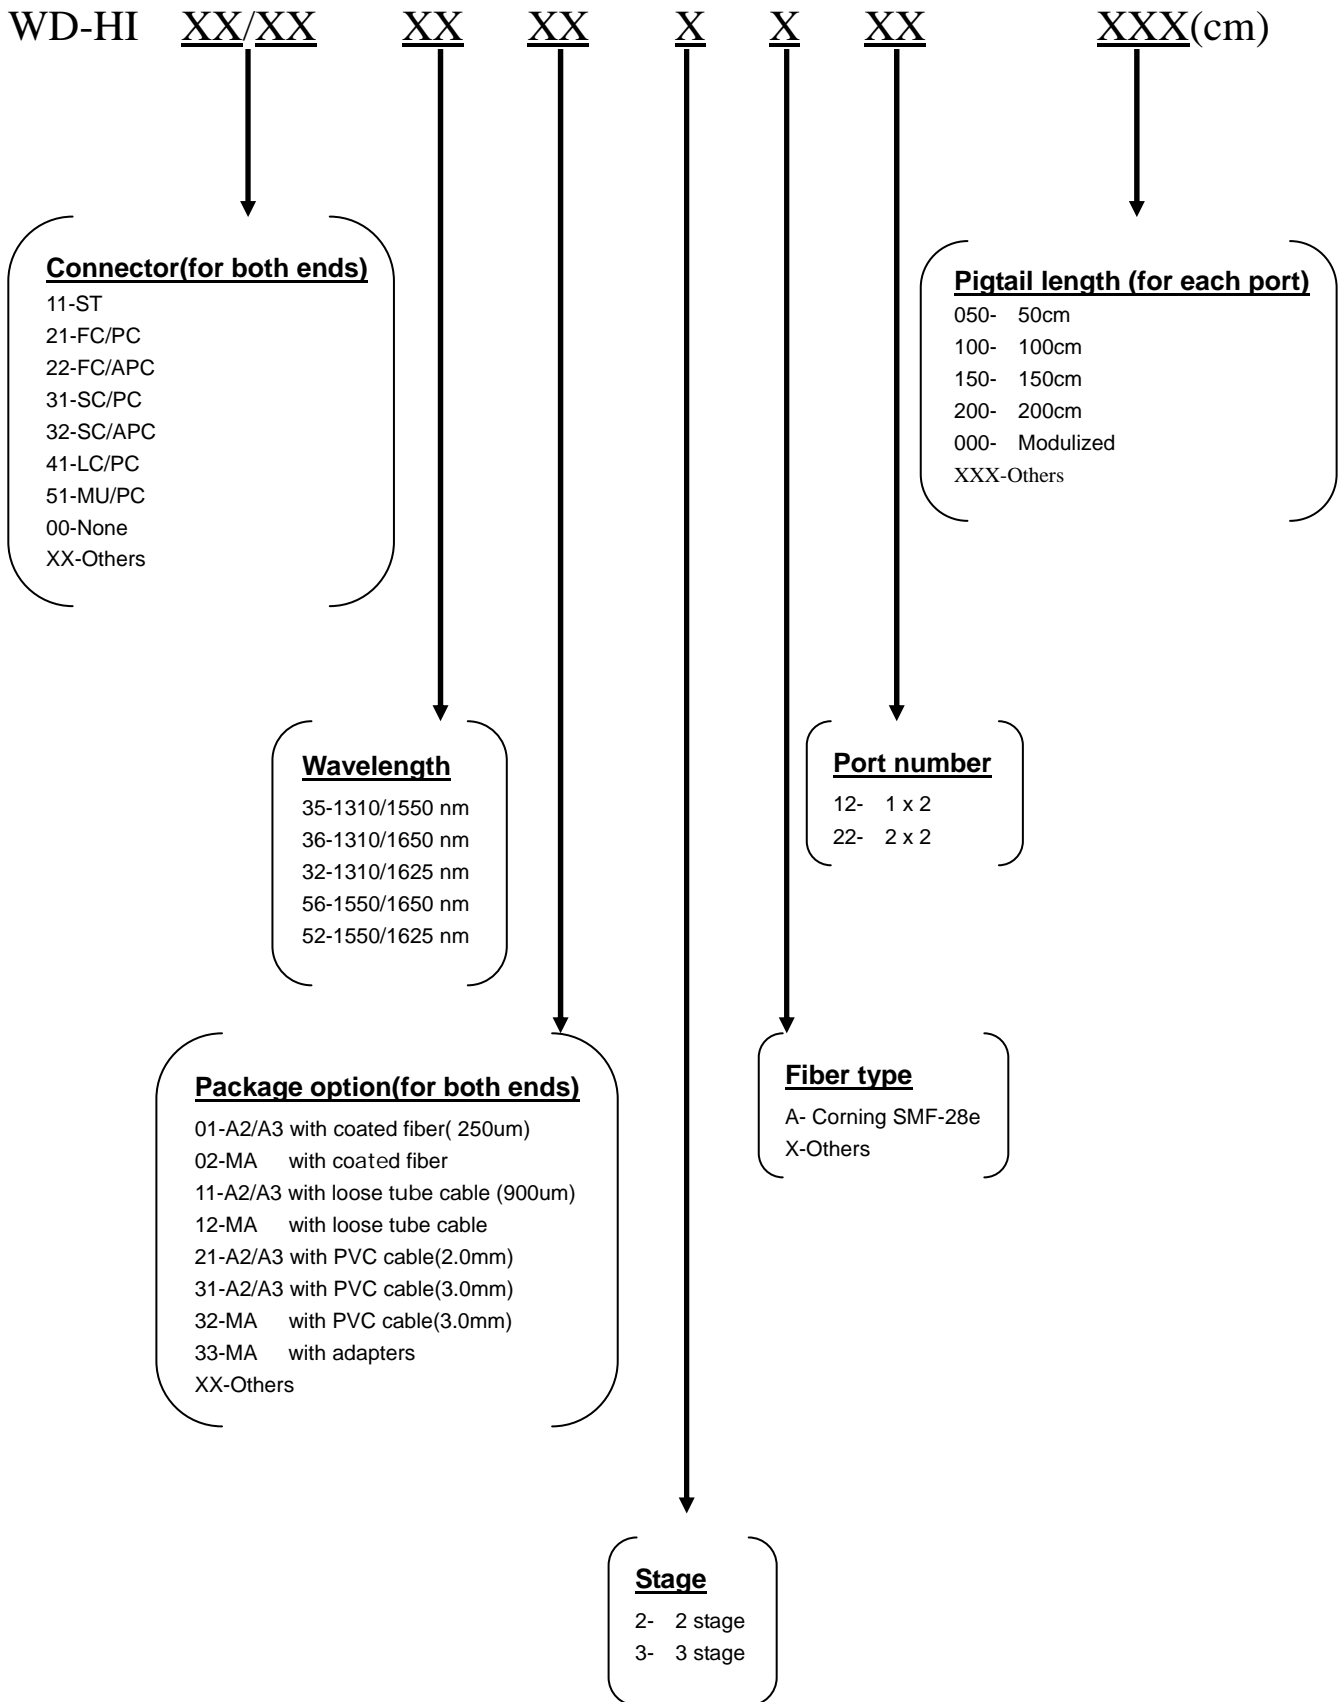 WD-HI XX/XX XX XX X X XX XXX(cm)
Connector(for both ends)
11-ST
21-FC/PC
22-FC/APC
31-SC/PC
32-SC/APC
41-LC/PC
51-MU/PC
00-None
XX-Others
Pigtail length (for each port)
050- 50cm
100- 100cm
150- 150cm
200- 200cm
000- Modulized
XXX-Others
Wavelength
35-1310/1550 nm
36-1310/1650 nm
32-1310/1625 nm
56-1550/1650 nm
52-1550/1625 nm
Port number
12- 1 x 2
22- 2 x 2
Package option(for both ends)
01-A2/A3 with coated fiber( 250um)
02-MA with coated fiber
11-A2/A3 with loose tube cable (900um)
12-MA with loose tube cable
21-A2/A3 with PVC cable(2.0mm)
31-A2/A3 with PVC cable(3.0mm)
32-MA with PVC cable(3.0mm)
33-MA with adapters
XX-Others
Fiber type
A- Corning SMF-28e
X-Others
Stage
2- 2 stage
3- 3 stage